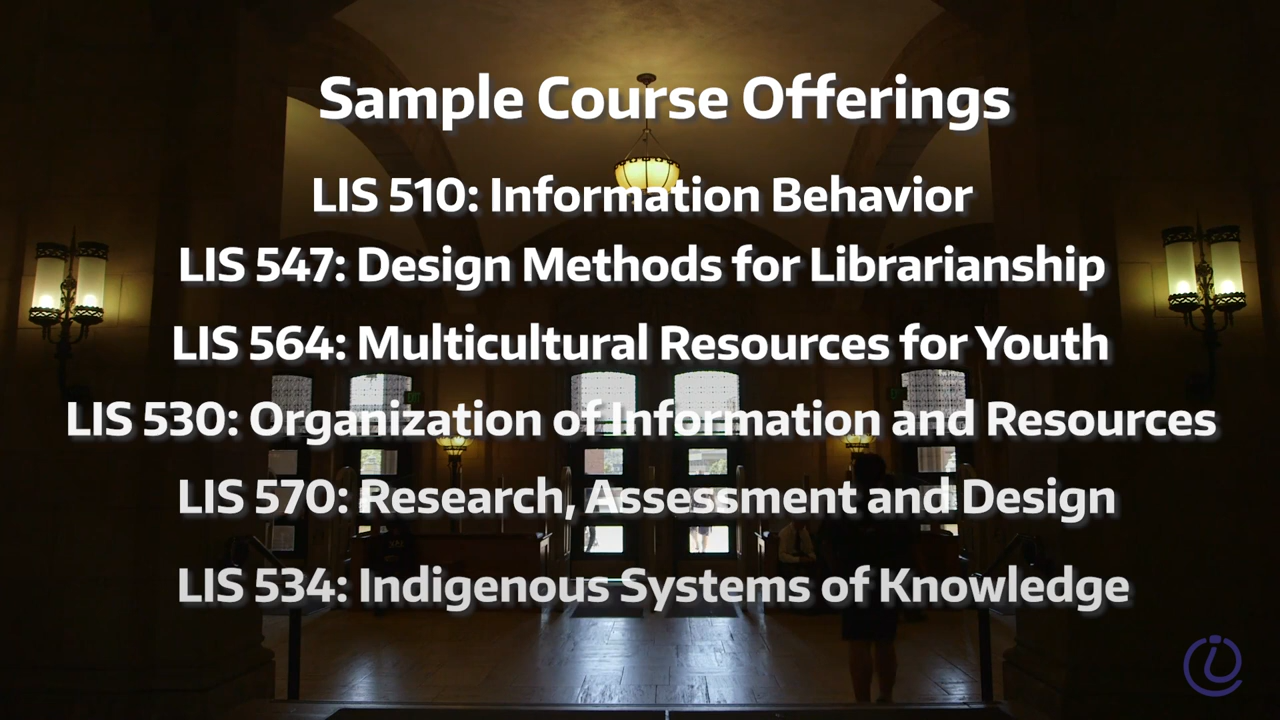 Sample Course Offerings
LIS 510: Information Behavior
LIS 547: Design Methods for Librarianship
LIS 564: Multicultural Resources for Youth
LIS 530: Organization of Information and Resources
LIS 570: Research, Assessment and Design
LIS 534: Indigenous Systems of Knowledge